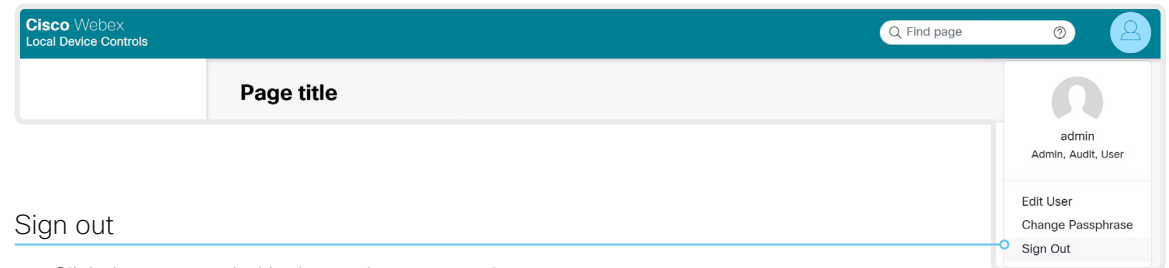 Cisco Webex
Local Device Controls
Find page
Page title
admin
Admin, Audit, User
Edit User
Change Passphrase
Sign Out
Sign out